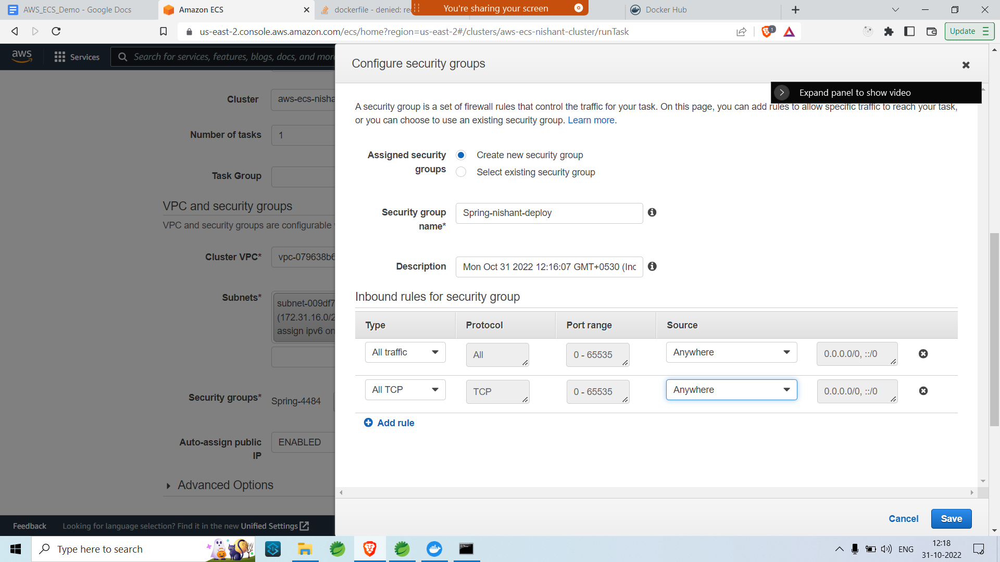 AWS_ECS_Demo - Google Docs
Amazon ECS
dockerfile - denied: re
You're sharing your screen
Docker Hub
us-east-2.console.aws.amazon.com/ecs/home?region=us-east-2#/clusters/aws-ecs-nishant-cluster/runTask
1
Update
aws
Services
Search for services, features, blogs, docs, and mor
Configure security groups
Expand panel to show video
A security group is a set of firewall rules that control the traffic for your task. On this page, you can add rules to allow specific traffic to reach your task,
or you can choose to use an existing security group. Learn more.
Cluster
aws-ecs-nisha
Number of tasks
1
Task Group
VPC and security groups
VPC and security groups are configurable
Cluster VPC*
vpc-079638b6
Subnets*
subnet-009df7
(172.31.16.0/2
assign ipv6 on
Security groups*
Spring-4484
Auto-assign public
IP
ENABLED
Advanced Options
Assigned security
groups
Create new security group
Select existing security group
Security group
name*
Spring-nishant-deploy
Description
Mon Oct 31 2022 12:16:07 GMT+0530 (Inc
Inbound rules for security group
Type Protocol Port range Source
All traffic All 0 - 65535 Anywhere 0.0.0.0/0, ::/0
All TCP TCP 0 - 65535 Anywhere 0.0.0.0/0, ::/0
Add rule
Cancel
Save
Feedback
Looking for language selection? Find it in the new Unified Settings
Type here to search
ENG
12:18
31-10-2022